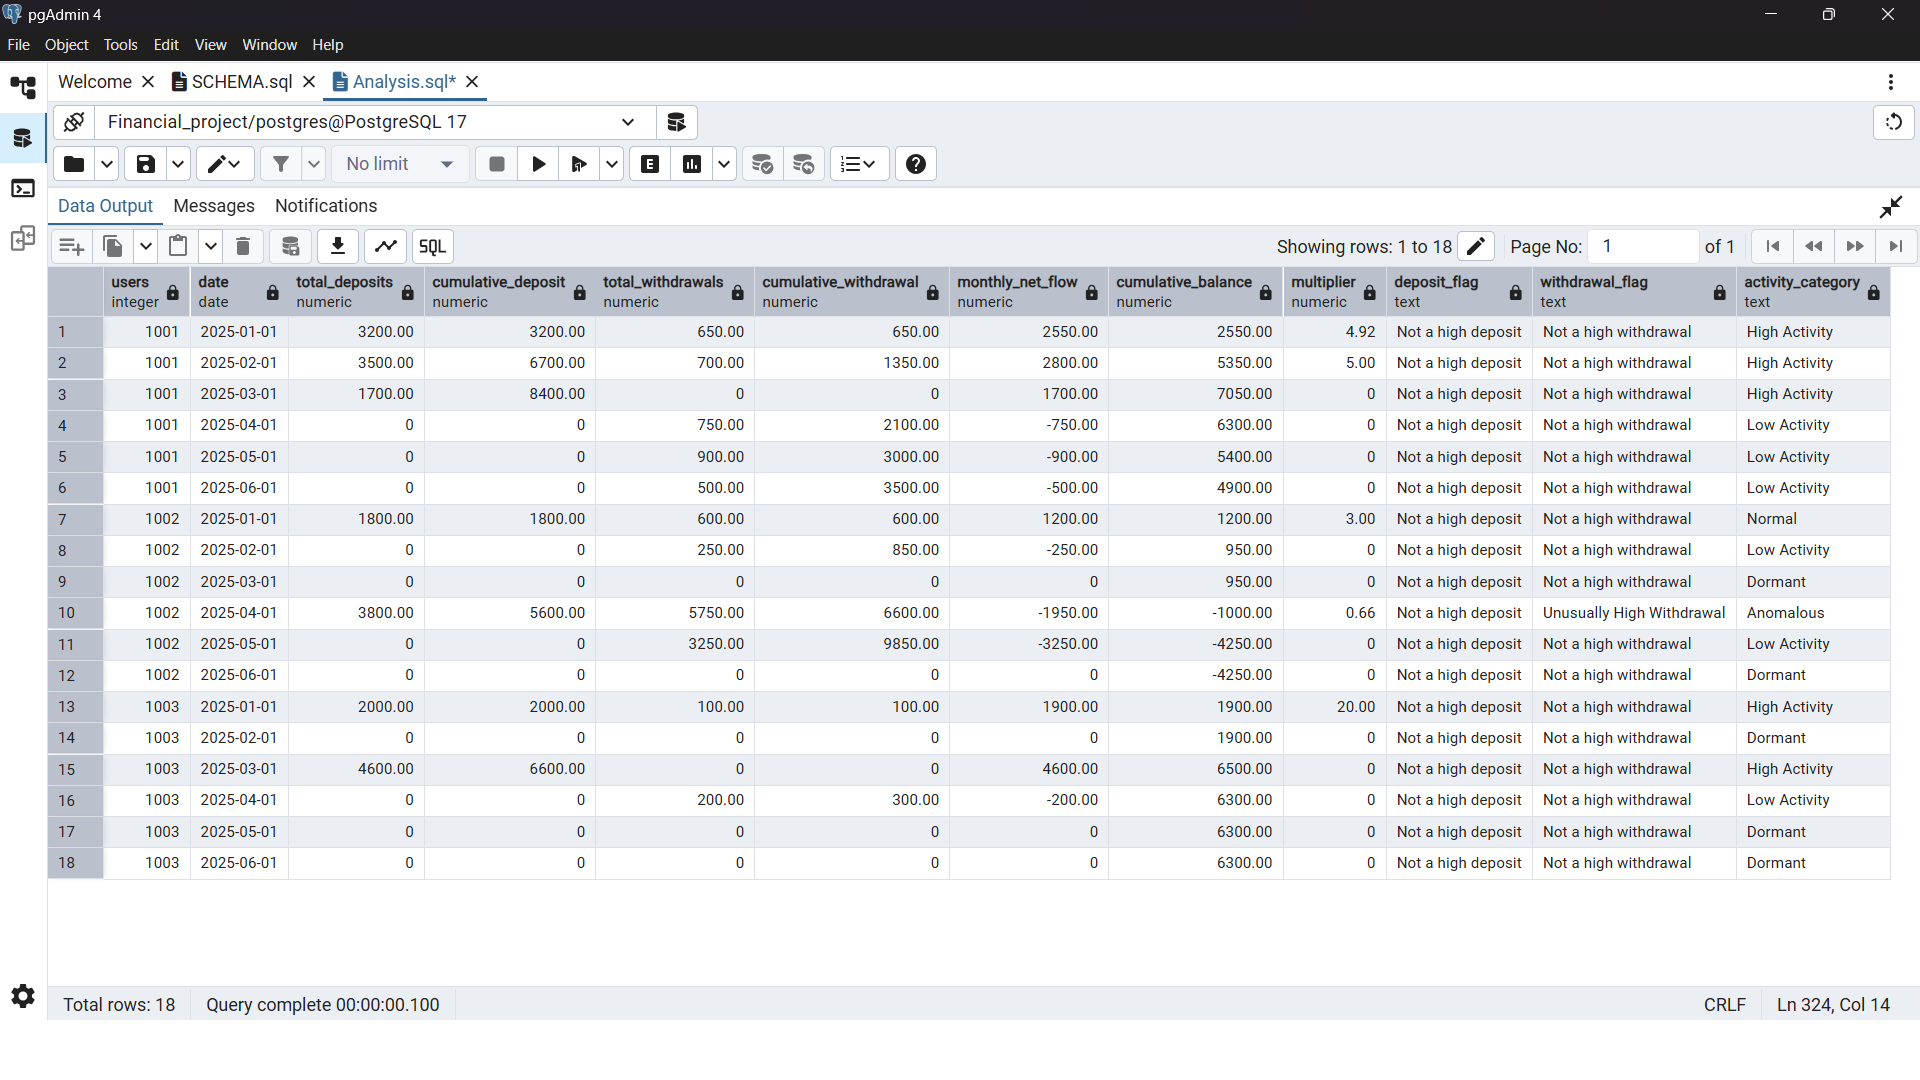 pgAdmin 4
File Object Tools Edit View Window Help
Welcome SCHEMA.sql Analysis.sql*
Financial_project/postgres@PostgreSQL 17
No limit E
Data Output Messages Notifications
SQL Showing rows: 1 to 18 Page No: 1 of 1
users date total_deposits cumulative_deposit total_withdrawals cumulative_withdrawal monthly_net_flow cumulative_balance multiplier deposit_flag withdrawal_flag activity_category
integer date numeric numeric numeric numeric numeric numeric numeric text text text
1 1001 2025-01-01 3200.00 3200.00 650.00 650.00 2550.00 2550.00 4.92 Not a high deposit Not a high withdrawal High Activity
2 1001 2025-02-01 3500.00 6700.00 700.00 1350.00 2800.00 5350.00 5.00 Not a high deposit Not a high withdrawal High Activity
3 1001 2025-03-01 1700.00 8400.00 0 0 1700.00 7050.00 0 Not a high deposit Not a high withdrawal High Activity
4 1001 2025-04-01 0 0 750.00 2100.00 -750.00 6300.00 0 Not a high deposit Not a high withdrawal Low Activity
5 1001 2025-05-01 0 0 900.00 3000.00 -900.00 5400.00 0 Not a high deposit Not a high withdrawal Low Activity
6 1001 2025-06-01 0 0 500.00 3500.00 -500.00 4900.00 0 Not a high deposit Not a high withdrawal Low Activity
7 1002 2025-01-01 1800.00 1800.00 600.00 600.00 1200.00 1200.00 3.00 Not a high deposit Not a high withdrawal Normal
8 1002 2025-02-01 0 0 250.00 850.00 -250.00 950.00 0 Not a high deposit Not a high withdrawal Low Activity
9 1002 2025-03-01 0 0 0 0 0 950.00 0 Not a high deposit Not a high withdrawal Dormant
10 1002 2025-04-01 3800.00 5600.00 5750.00 6600.00 -1950.00 -1000.00 0.66 Not a high deposit Unusually High Withdrawal Anomalous
11 1002 2025-05-01 0 0 3250.00 9850.00 -3250.00 -4250.00 0 Not a high deposit Not a high withdrawal Low Activity
12 1002 2025-06-01 0 0 0 0 0 -4250.00 0 Not a high deposit Not a high withdrawal Dormant
13 1003 2025-01-01 2000.00 2000.00 100.00 100.00 1900.00 1900.00 20.00 Not a high deposit Not a high withdrawal High Activity
14 1003 2025-02-01 0 0 0 0 0 1900.00 0 Not a high deposit Not a high withdrawal Dormant
15 1003 2025-03-01 4600.00 6600.00 0 0 4600.00 6500.00 0 Not a high deposit Not a high withdrawal High Activity
16 1003 2025-04-01 0 0 200.00 300.00 -200.00 6300.00 0 Not a high deposit Not a high withdrawal Low Activity
17 1003 2025-05-01 0 0 0 0 0 6300.00 0 Not a high deposit Not a high withdrawal Dormant
18 1003 2025-06-01 0 0 0 0 0 6300.00 0 Not a high deposit Not a high withdrawal Dormant
Total rows: 18 Query complete 00:00:00.100 CRLF Ln 324, Col 14